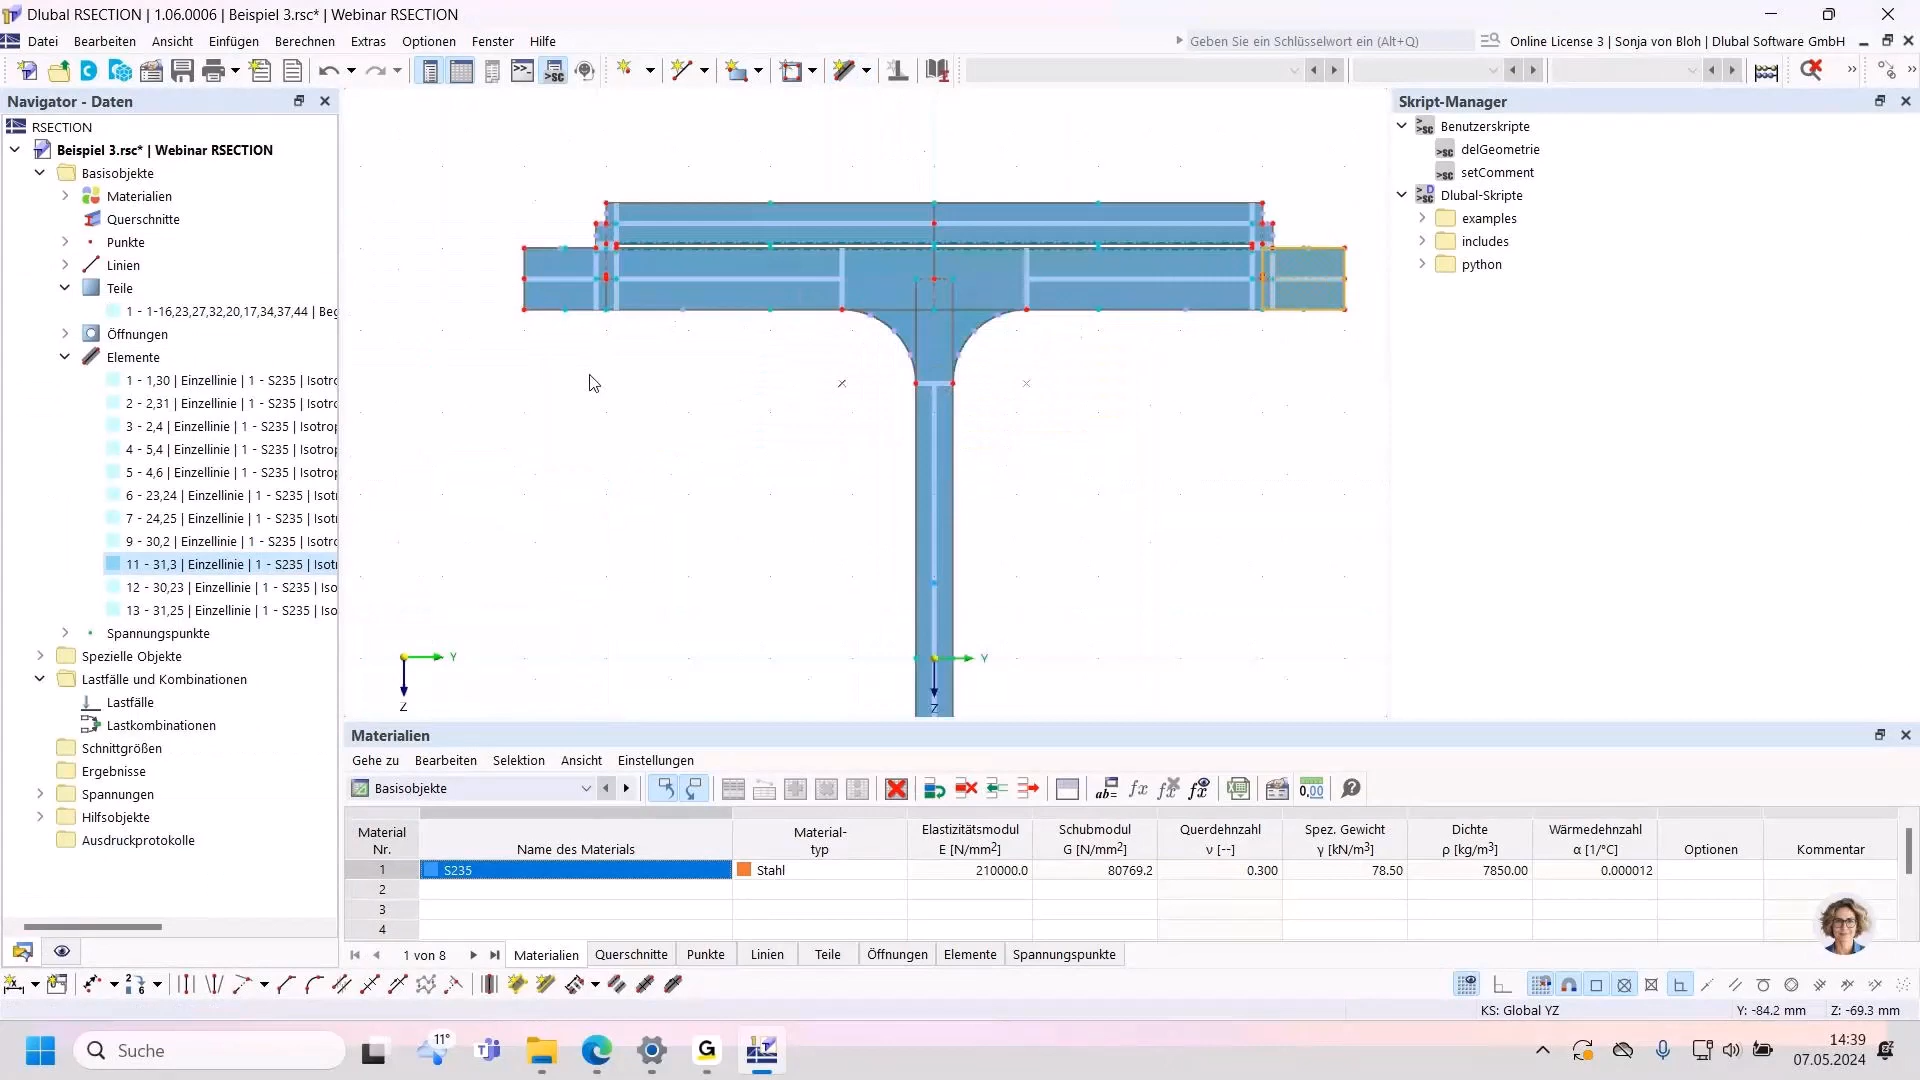 Dlubal RSECTION | 1.06.0006 | Beispiel 3.rsc* | Webinar RSECTION
Datei Bearbeiten Ansicht Einfügen Berechnen Extras Optionen Fenster Hilfe
Geben Sie ein Schlüsselwort ein (Alt+Q)
Online License 3 | Sonja von Bloh | Dlubal Software GmbH
Navigator - Daten
RSECTION
Beispiel 3.rsc* | Webinar RSECTION
Basisobjekte
Materialien
Querschnitte
Punkte
Linien
Teile
1 - 1-16,23,27,32,20,17,34,37,44 | Beg
Öffnungen
Elemente
1 - 1,30 | Einzellinie | 1 - S235 | Isotro
2 - 2,31 | Einzellinie | 1 - S235 | Isotro
3 - 2,4 | Einzellinie | 1 - S235 | Isotrop
4 - 5,4 | Einzellinie | 1 - S235 | Isotrop
5 - 4,6 | Einzellinie | 1 - S235 | Isotrop
6 - 23,24 | Einzellinie | 1 - S235 | Isot
7 - 24,25 | Einzellinie | 1 - S235 | Isot
9 - 30,2 | Einzellinie | 1 - S235 | Isotro
11 - 31,3 | Einzellinie | 1 - S235 | Isot
12 - 30,23 | Einzellinie | 1 - S235 | Iso
13 - 31,25 | Einzellinie | 1 - S235 | Iso
Spannungspunkte
Spezielle Objekte
Lastfälle und Kombinationen
Lastfälle
Lastkombinationen
Schnittgrößen
Ergebnisse
Spannungen
Hilfsobjekte
Ausdruckprotokolle
Y
Z
Y
Z
Skript-Manager
Benutzerskripte
delGeometrie
setComment
Dlubal-Skripte
examples
includes
python
Materialien
Gehe zu Bearbeiten Selektion Ansicht Einstellungen
Basisobjekte
Material Nr. Name des Materials Material-typ Elastizitätsmodul E [N/mm²] Schubmodul G [N/mm²] Querdehnzahl ν [--] Spez. Gewicht γ [kN/m³] Dichte ρ [kg/m³] Wärmedehnzahl α [1/°C] Optionen Kommentar
1 S235 Stahl 210000.0 80769.2 0.300 78.50 7850.00 0.000012
2
3
4
1 von 8 Materialien Querschnitte Punkte Linien Teile Öffnungen Elemente Spannungspunkte
KS: Global YZ Y: -84.2 mm Z: -69.3 mm
Suche
11°
14:39
07.05.2024